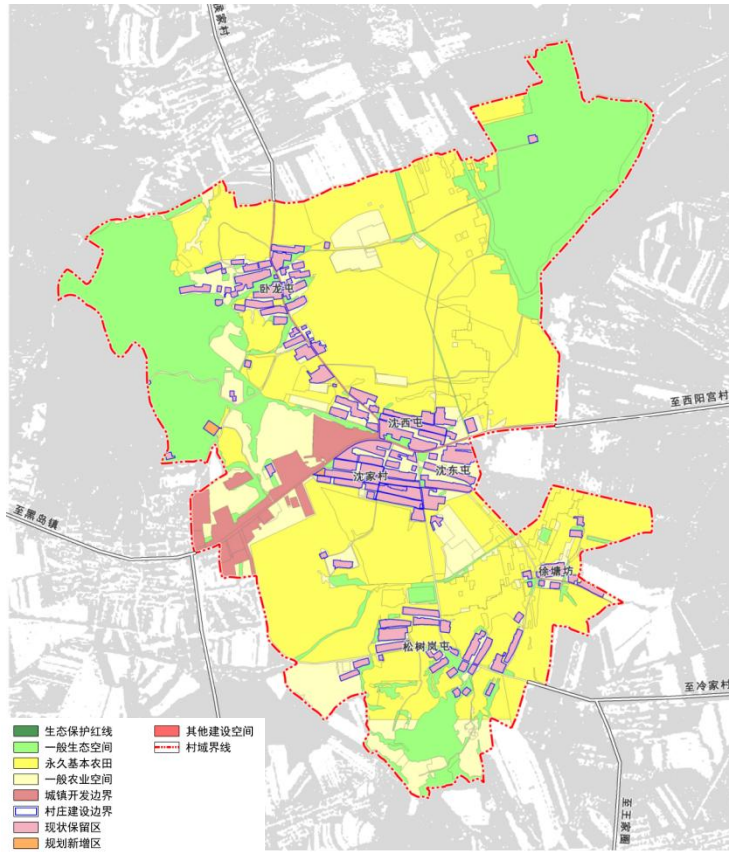 溪家村
卧龙屯
至西阳宫村
沈西屯
沈东屯
沈家村
至黑岛镇
徐塘坊
松树岗屯
至冷家村
至王家圈
生态保护红线
一般生态空间
永久基本农田
一般农业空间
城镇开发边界
村庄建设边界
现状保留区
规划新增区
其他建设空间
村域界线